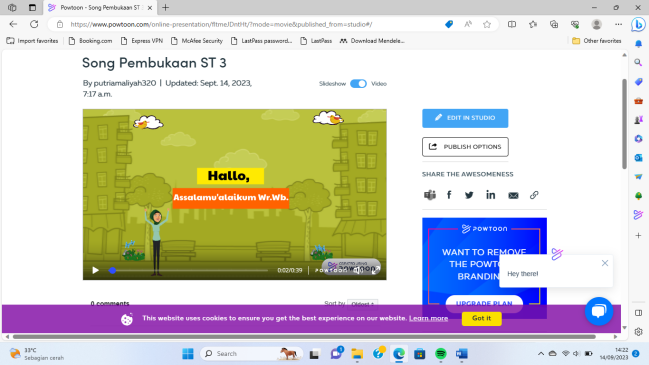 Powtoon - Song Pembukaan ST 3
https://www.powtoon.com/online-presentation/fltme/DntHt/?mode=movie&published_from=studio#/
Import favorites
Booking.com
Express VPN
McAfee Security
LastPass password...
LastPass
Download Mendele...
Other favorites
Song Pembukaan ST 3
By putriamaliyah320 | Updated: Sept. 14, 2023,
7:17 a.m.
Slideshow
Video
Hallo,
Assalamu'alaikum Wr.Wb.
0:02/0:39
POWTOON
EDIT IN STUDIO
PUBLISH OPTIONS
SHARE THE AWESOMENESS
POWTOON
WANT TO REMOVE
THE POWTO
BRANDIN
UPGRADE PLAN
Hey there!
0 comments
Sort by
Oldest
This website uses cookies to ensure you get the best experience on our website. Learn more
Got it
33°C
Sebagian cerah
Search
14:22
14/09/2023
2